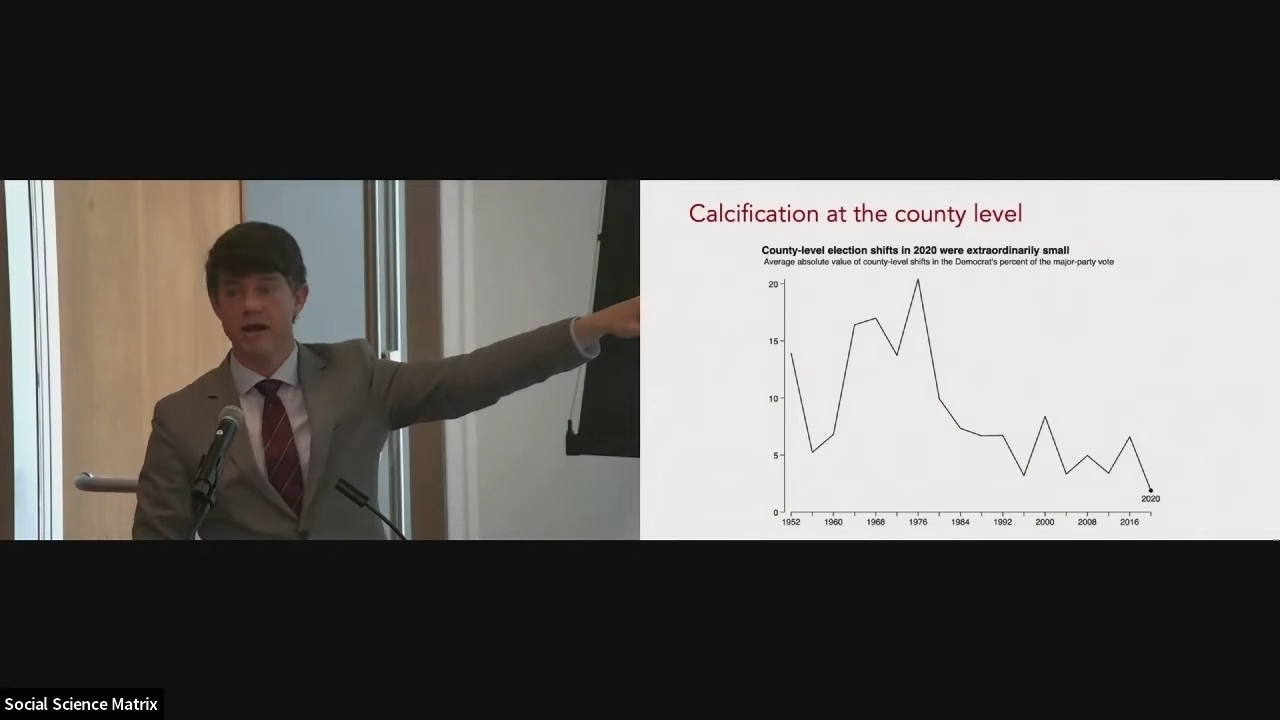 Calcification at the county level
County-level election shifts in 2020 were extraordinarily small
Average absolute value of county-level shifts in the Democrat's percent of the major-party vote
20
15
10
5
0
2020
1952 1960 1968 1976 1984 1992 2000 2008 2016
Social Science Matrix